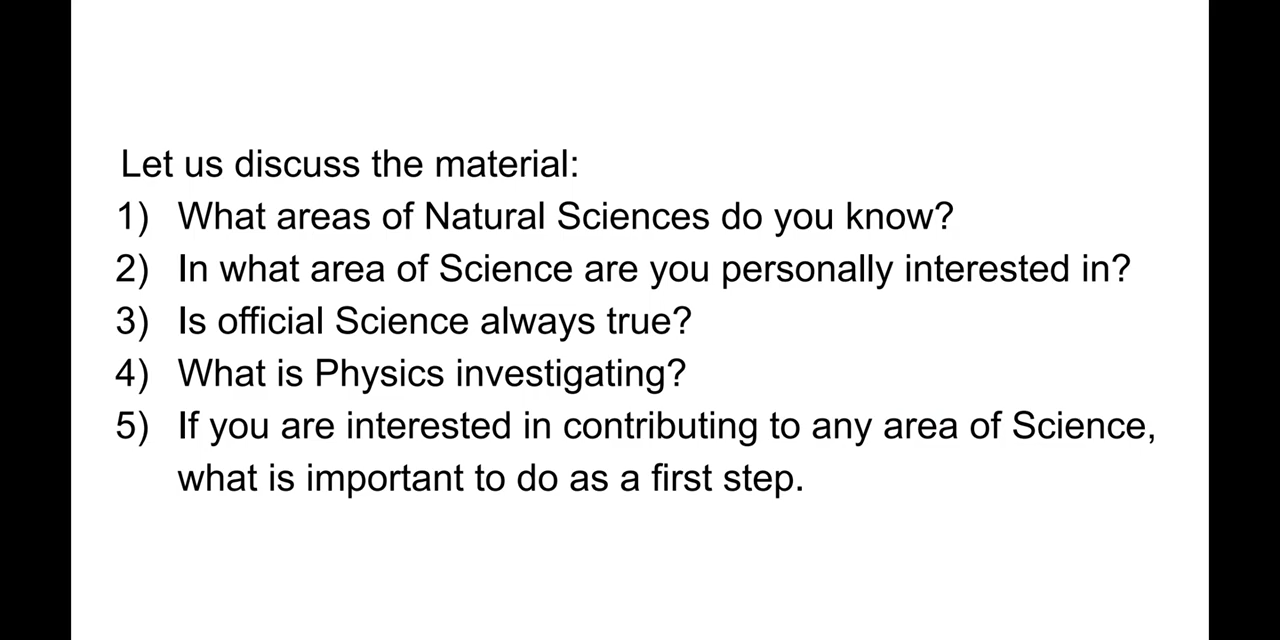 Let us discuss the material:
1) What areas of Natural Sciences do you know?
2) In what area of Science are you personally interested in?
3) Is official Science always true?
4) What is Physics investigating?
5) If you are interested in contributing to any area of Science,
what is important to do as a first step.